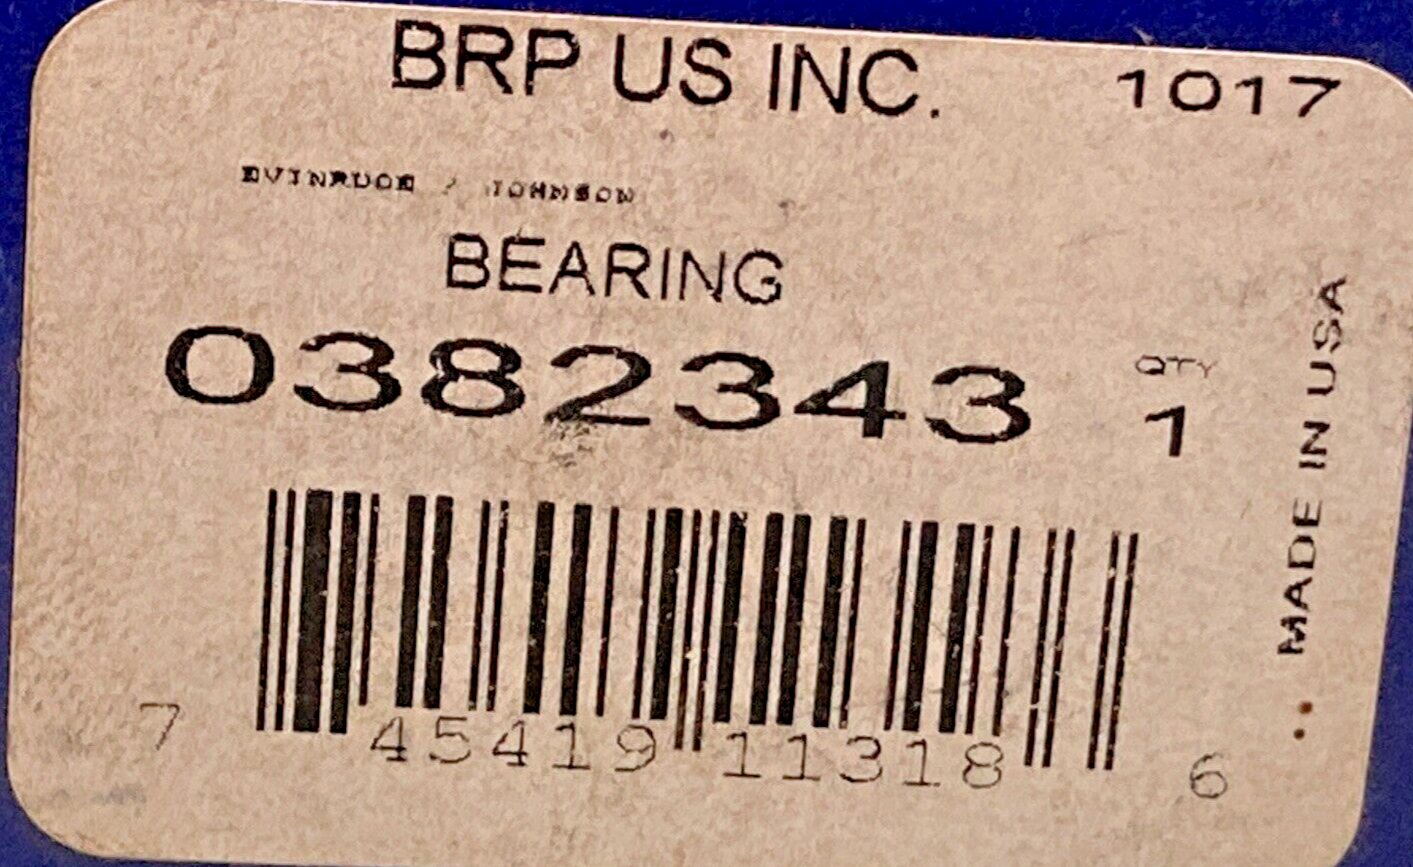 BRP US INC. 1017
EVINRUDE / JOHNSON
BEARING
0382343
QTY
1
7 45419 11318 6
MADE IN USA